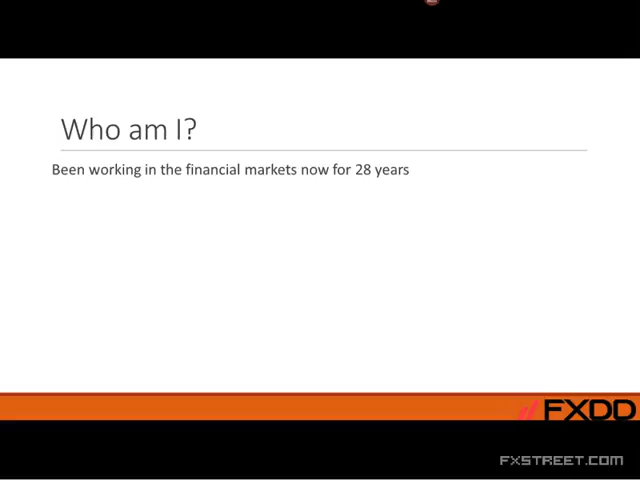 Who am I?
Been working in the financial markets now for 28 years
FXDD
FXSTREET.COM